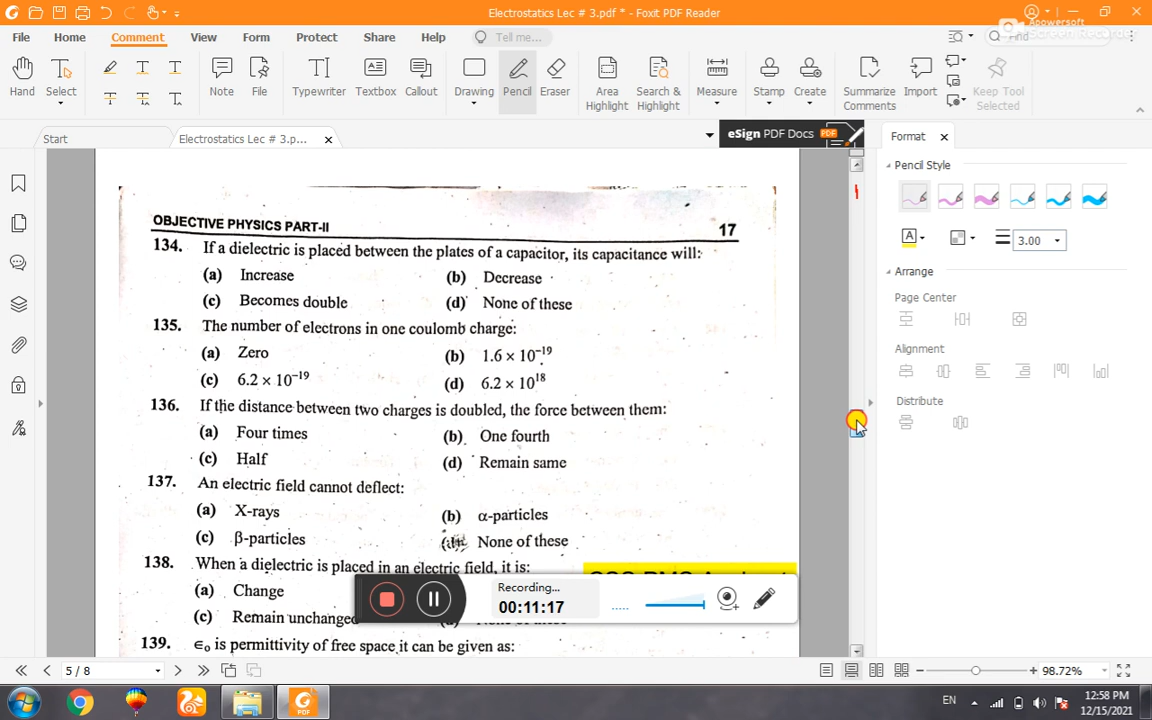 Electrostatics Lec # 3.pdf * - Foxit PDF Reader
Apowersoft
Screen Recorder
File Home Comment View Form Protect Share Help Tell me... Find
Hand Select Note File Typewriter Textbox Callout Drawing Pencil Eraser Area Highlight Search & Highlight Measure Stamp Create Summarize Comments Import Keep Tool Selected
Start Electrostatics Lec # 3.p... eSign PDF Docs PDF Format
Pencil Style
3.00
Arrange
Page Center
Alignment
Distribute
OBJECTIVE PHYSICS PART-II 17
134. If a dielectric is placed between the plates of a capacitor, its capacitance will:
(a) Increase (b) Decrease
(c) Becomes double (d) None of these
135. The number of electrons in one coulomb charge:
(a) Zero (b) 1.6 × 10⁻¹⁹
(c) 6.2 × 10⁻¹⁹ (d) 6.2 × 10¹⁸
136. If the distance between two charges is doubled, the force between them:
(a) Four times (b) One fourth
(c) Half (d) Remain same
137. An electric field cannot deflect:
(a) X-rays (b) α-particles
(c) β-particles None of these
138. When a dielectric is placed in an electric field, it is:
(a) Change
(c) Remain unchanged
139. ∈₀ is permittivity of free space it can be given as:
Recording...
00:11:17
5 / 8 98.72%
EN 12:58 PM
12/15/2021